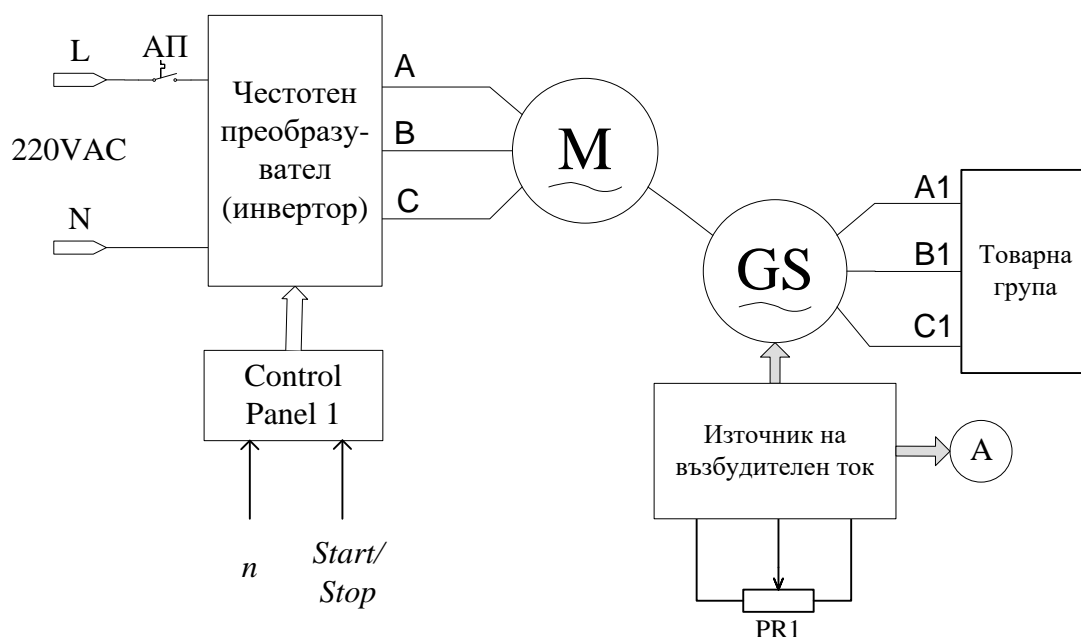 L
АП
220VAC
N
Честотен
преобразу-
вател
(инвертор)
A
B
C
M
GS
A1
B1
C1
Товарна
група
Control
Panel 1
n
Start/
Stop
Източник на
възбудителен ток
A
PR1